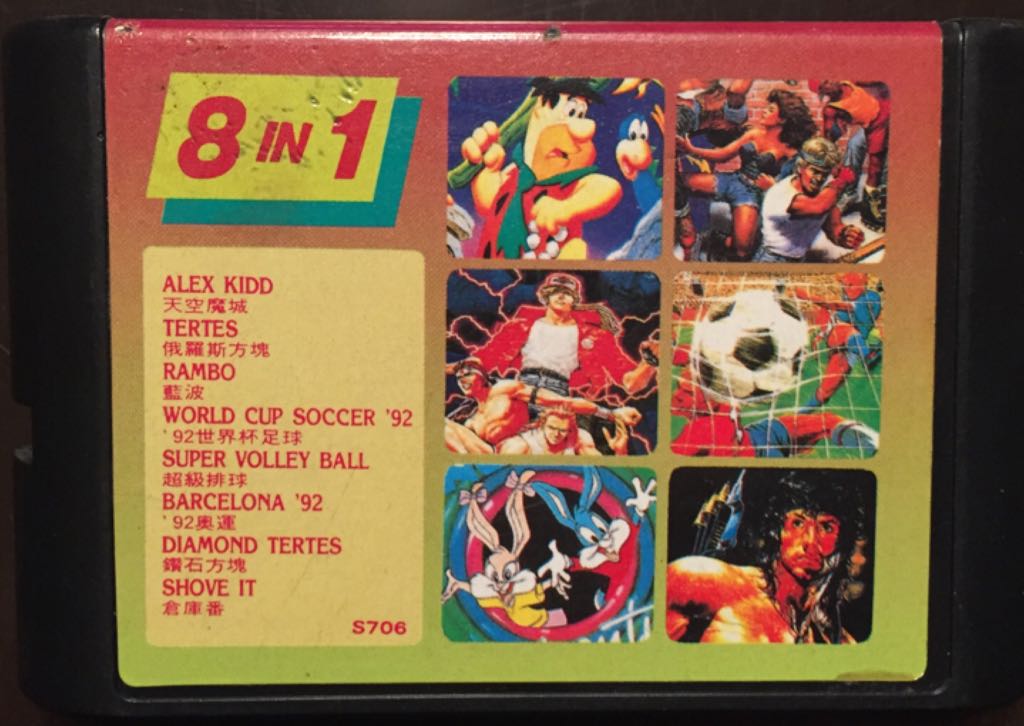 8 IN 1
ALEX KIDD
天空魔城
TERTES
俄羅斯方塊
RAMBO
藍波
WORLD CUP SOCCER '92
'92世界杯足球
SUPER VOLLEY BALL
超級排球
BARCELONA '92
'92奧運
DIAMOND TERTES
鑽石方塊
SHOVE IT
倉庫番
S706